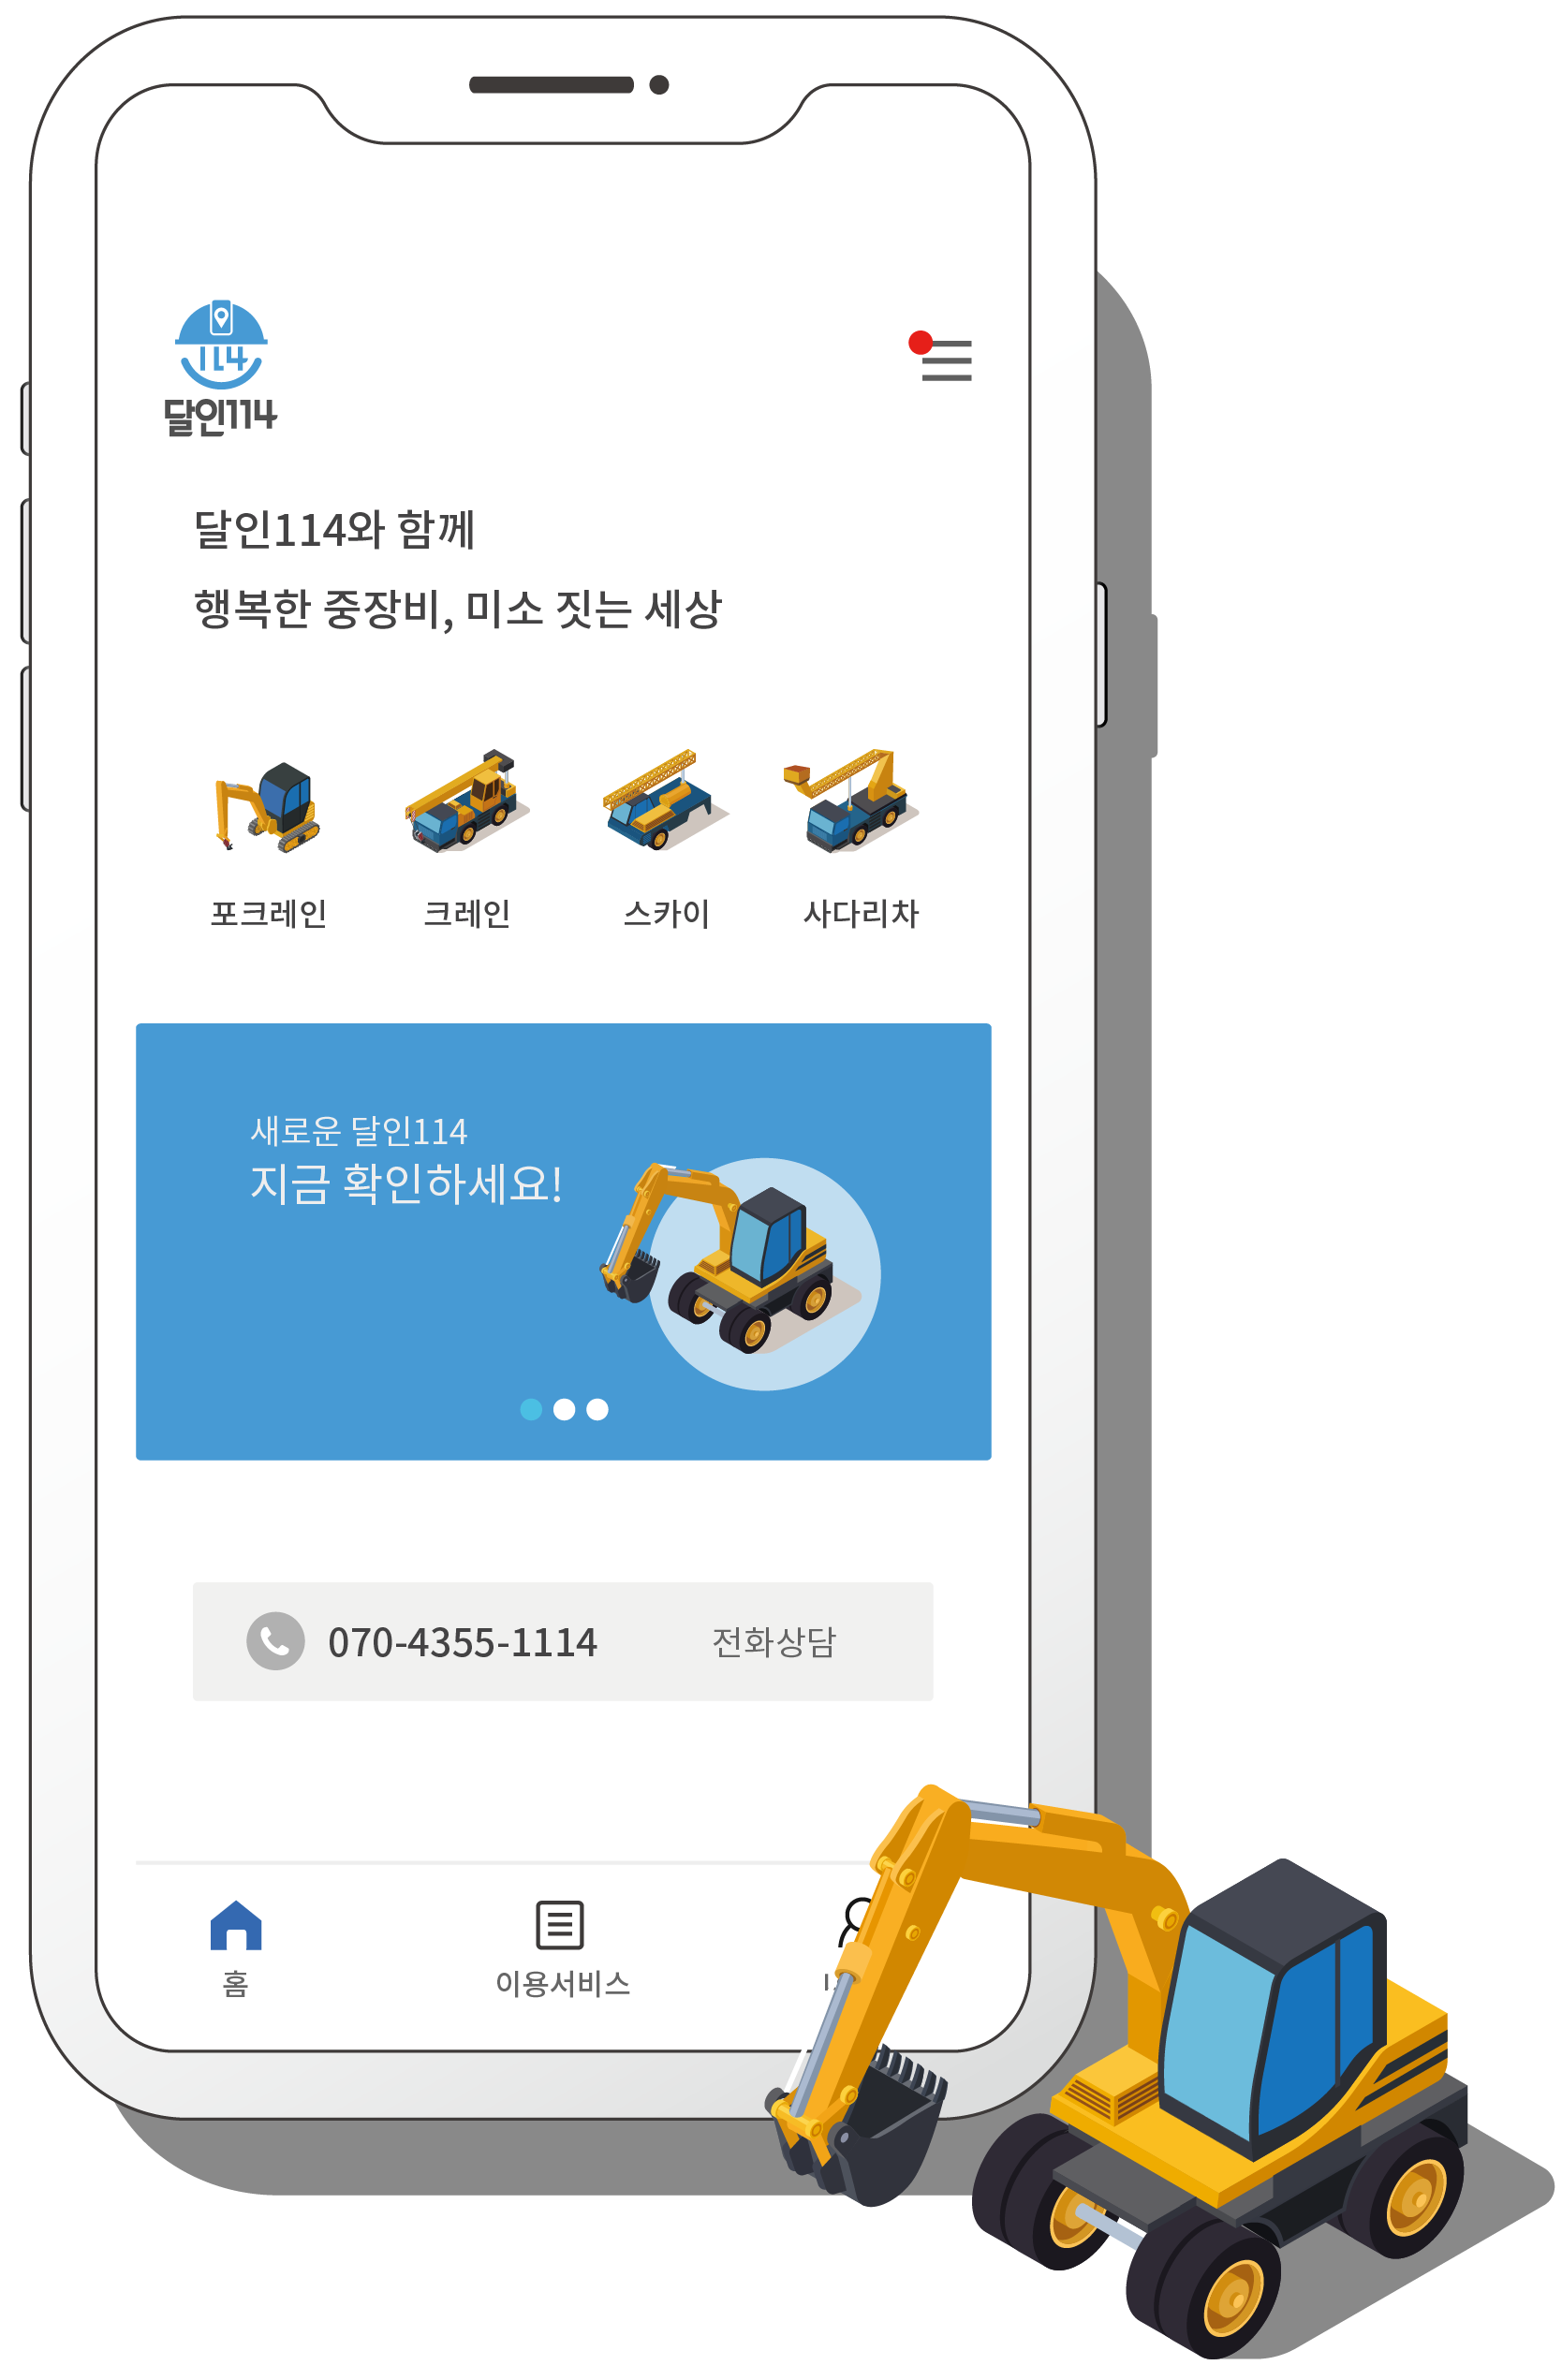 114
달인114
달인114와 함께
행복한 중장비, 미소 짓는 세상
포크레인
크레인
스카이
사다리차
새로운 달인114
지금 확인하세요!
070-4355-1114
전화상담
홈
이용서비스